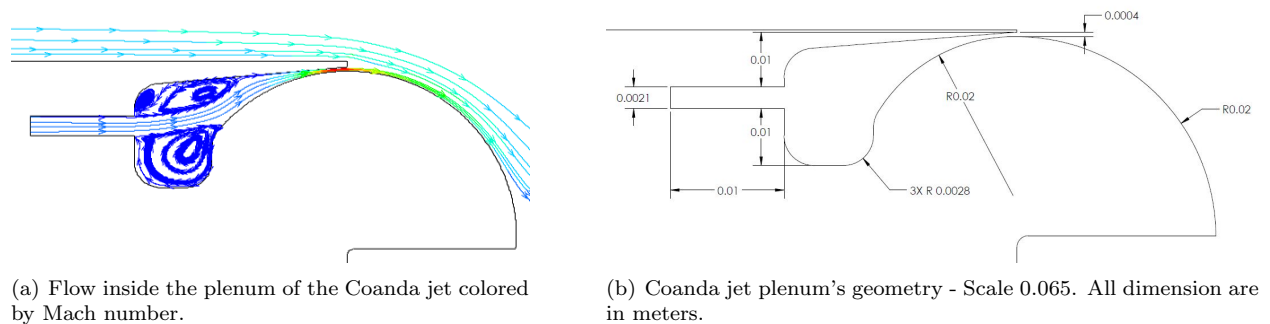 0.0004
0.01
0.0021
R0.02
R0.02
0.01
0.01
3X R 0.0028
(a) Flow inside the plenum of the Coanda jet colored
by Mach number.
(b) Coanda jet plenum's geometry - Scale 0.065. All dimension are
in meters.